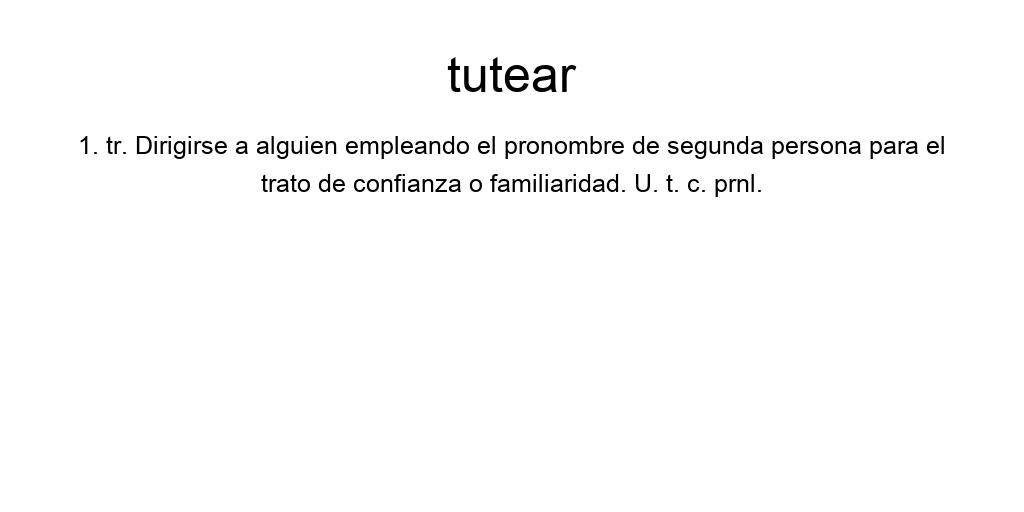 tutear
1. tr. Dirigirse a alguien empleando el pronombre de segunda persona para el
trato de confianza o familiaridad. U. t. c. prnl.